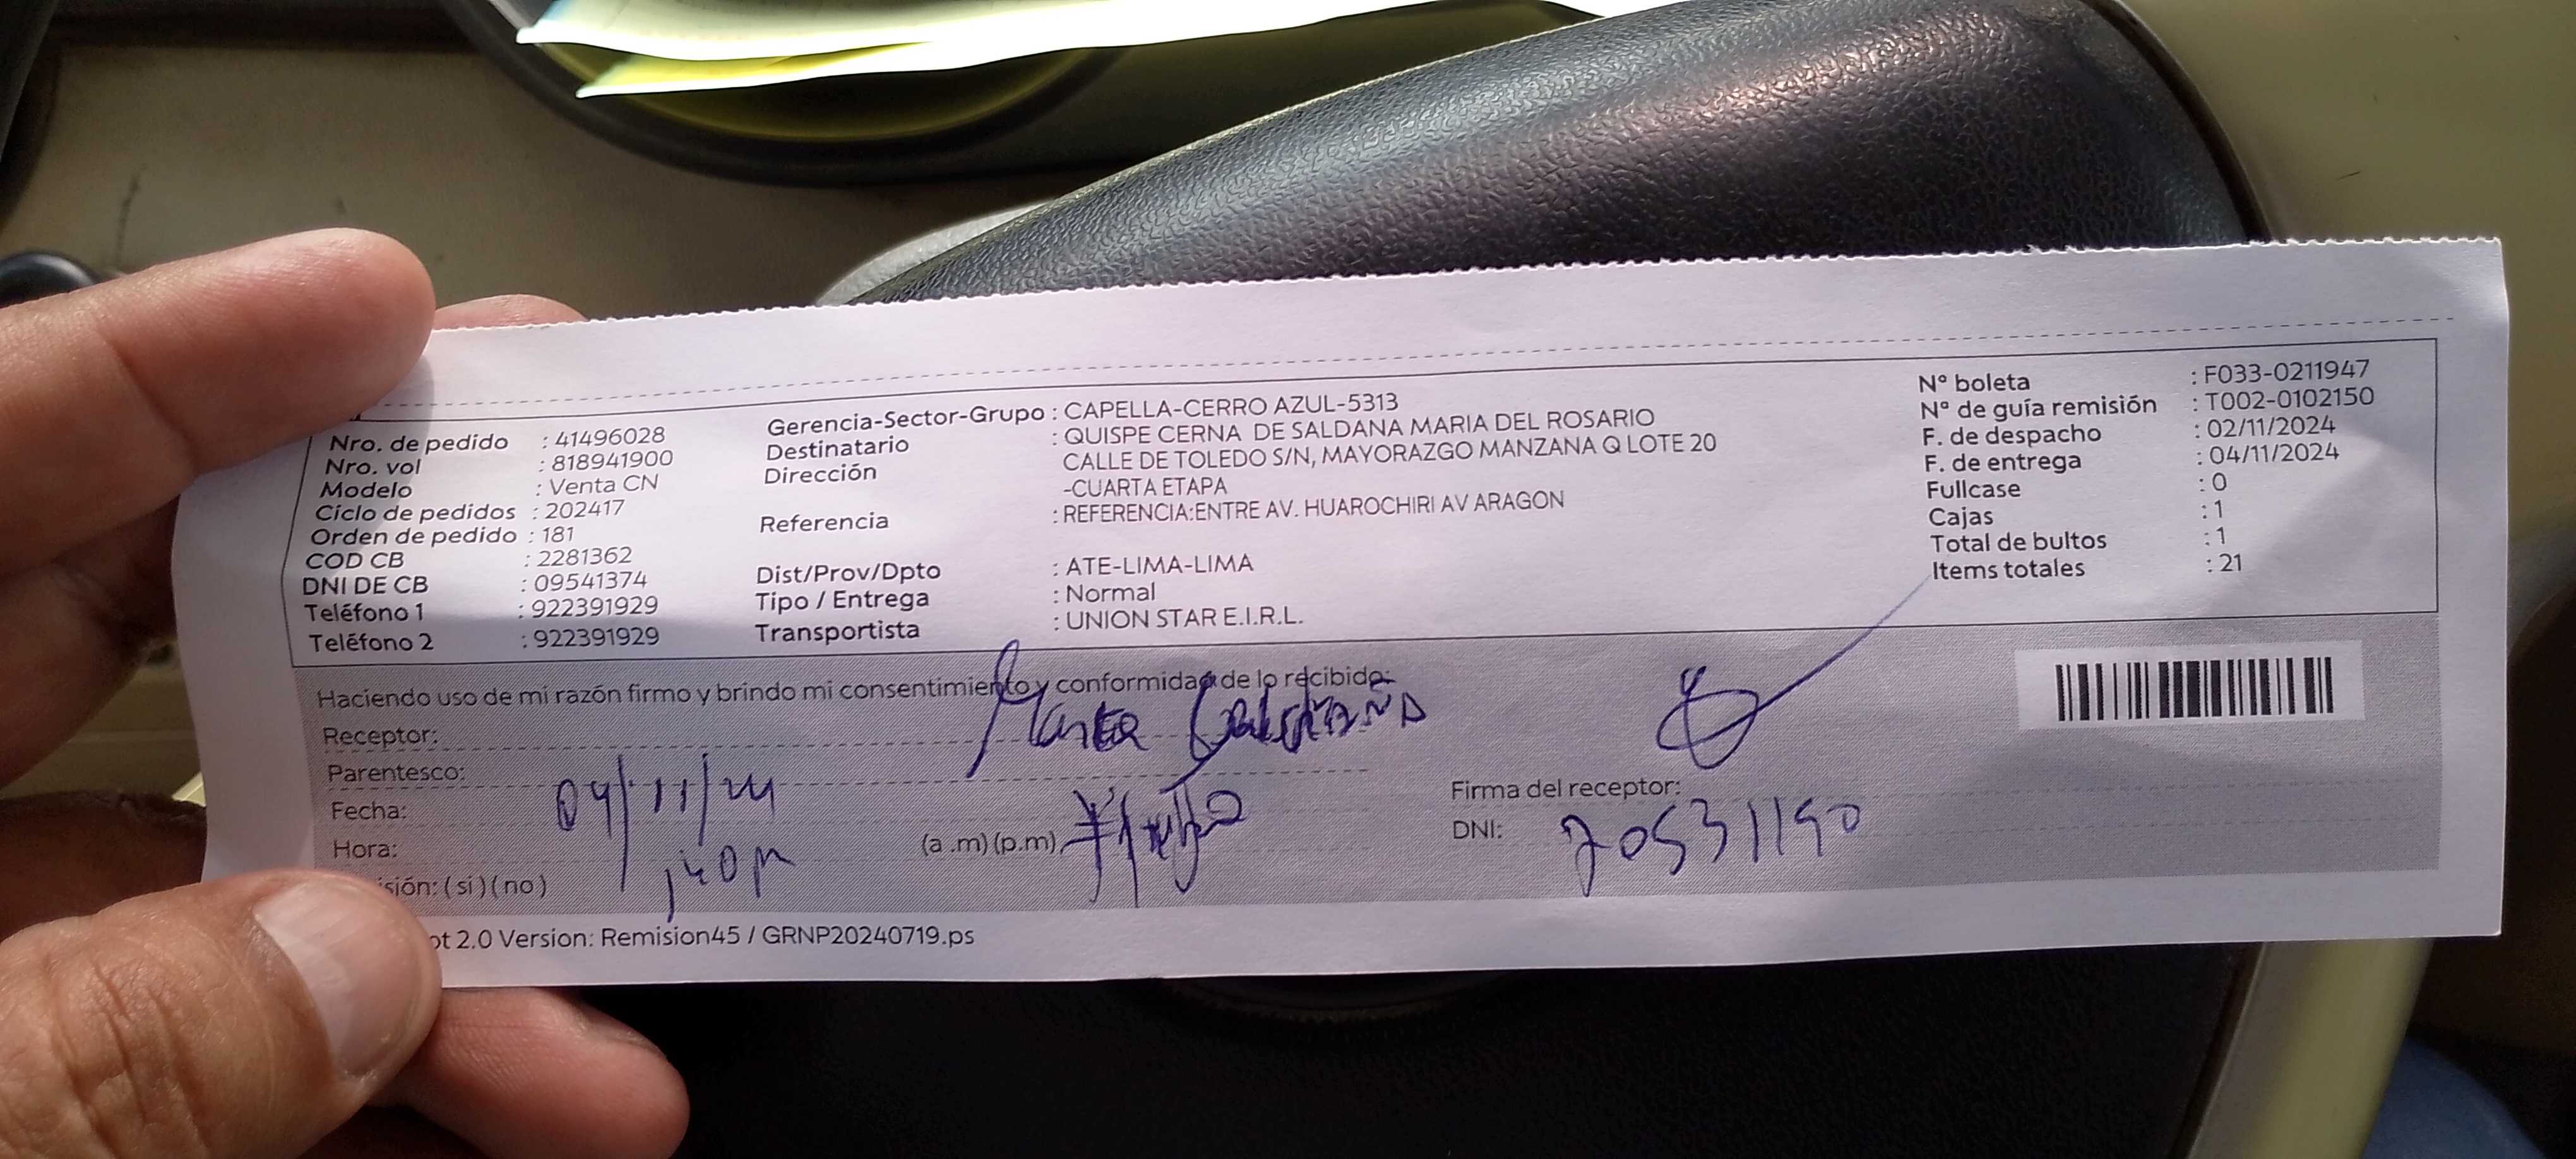 Nro. de pedido : 41496028
Nro. vol : 818941900
Modelo : Venta CN
Ciclo de pedidos : 202417
Orden de pedido : 181
COD CB : 2281362
DNI DE CB : 09541374
Teléfono 1 : 922391929
Teléfono 2 : 922391929
Gerencia-Sector-Grupo : CAPELLA-CERRO AZUL-5313
Destinatario : QUISPE CERNA DE SALDANA MARIA DEL ROSARIO
Dirección CALLE DE TOLEDO S/N, MAYORAZGO MANZANA Q LOTE 20
-CUARTA ETAPA
Referencia : REFERENCIA:ENTRE AV. HUAROCHIRI AV ARAGON
Dist/Prov/Dpto : ATE-LIMA-LIMA
Tipo / Entrega : Normal
Transportista : UNION STAR E.I.R.L.
N° boleta : F033-0211947
N° de guía remisión : T002-0102150
F. de despacho : 02/11/2024
F. de entrega : 04/11/2024
Fullcase : 0
Cajas : 1
Total de bultos : 1
Items totales : 21
Haciendo uso de mi razón firmo y brindo mi consentimiento y conformidad de lo recibido:
Receptor:
Parentesco:
Fecha: 04/11/24
Hora: (a.m)(p.m)
isión: (si)(no)
Firma del receptor:
DNI: 70531190
ot 2.0 Version: Remision45 / GRNP20240719.ps